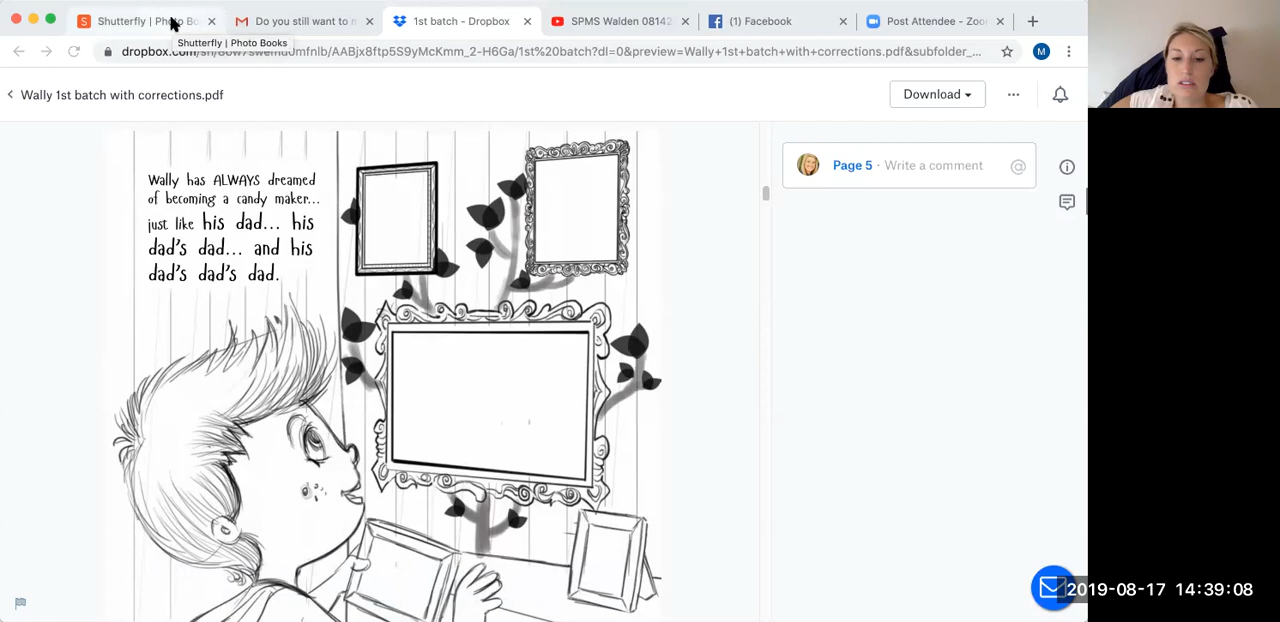 Shutterfly | Photo Bo
Do you still want to m
1st batch - Dropbox
SPMS Walden 08142
(1) Facebook
Post Attendee - Zoo
Shutterfly | Photo Books
M
Wally 1st batch with corrections.pdf
Download
Page 5 · Write a comment
Wally has ALWAYS dreamed
of becoming a candy maker...
just like his dad... his
dad's dad... and his
dad's dad's dad.
2019-08-17 14:39:08